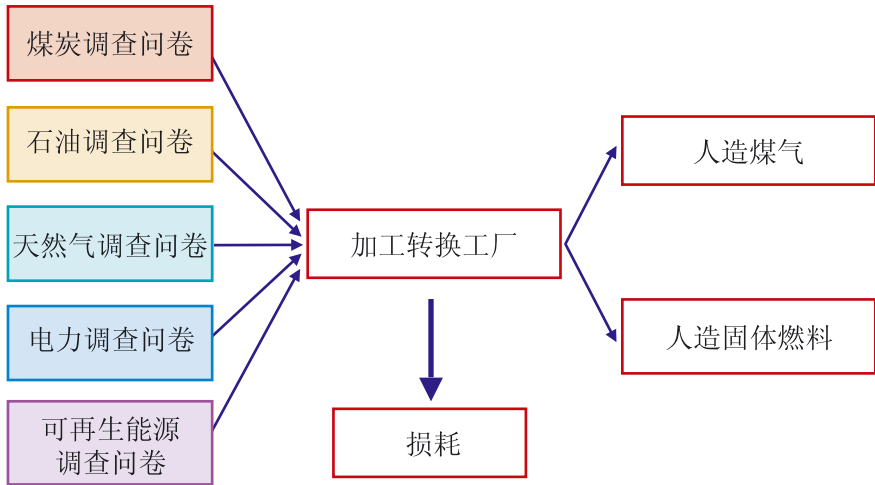 煤炭调查问卷
石油调查问卷
天然气调查问卷
电力调查问卷
可再生能源
调查问卷
加工转换工厂
损耗
人造煤气
人造固体燃料